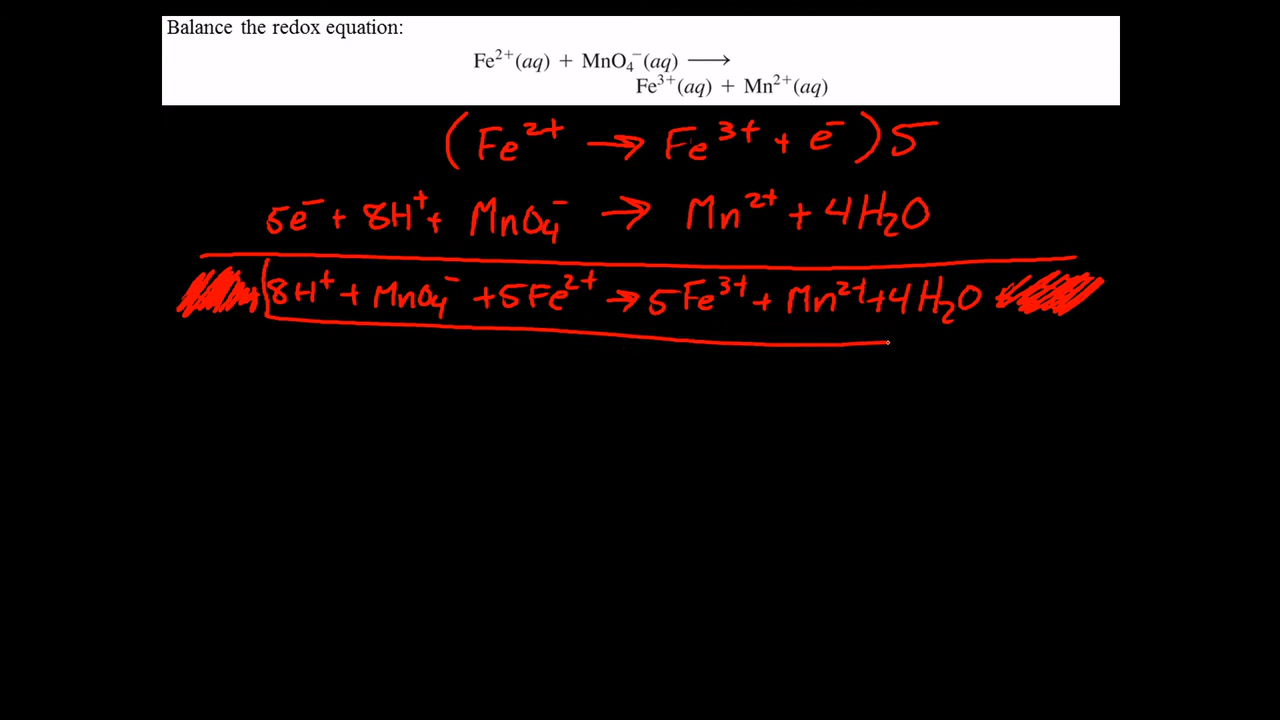 Balance the redox equation:
Fe²⁺(aq) + MnO₄⁻(aq) ⟶
Fe³⁺(aq) + Mn²⁺(aq)
(Fe²⁺ → Fe³⁺ + e⁻)5
5e⁻ + 8H⁺ + MnO₄⁻ → Mn²⁺ + 4H₂O
8H⁺ + MnO₄⁻ + 5Fe²⁺ → 5Fe³⁺ + Mn²⁺ + 4H₂O